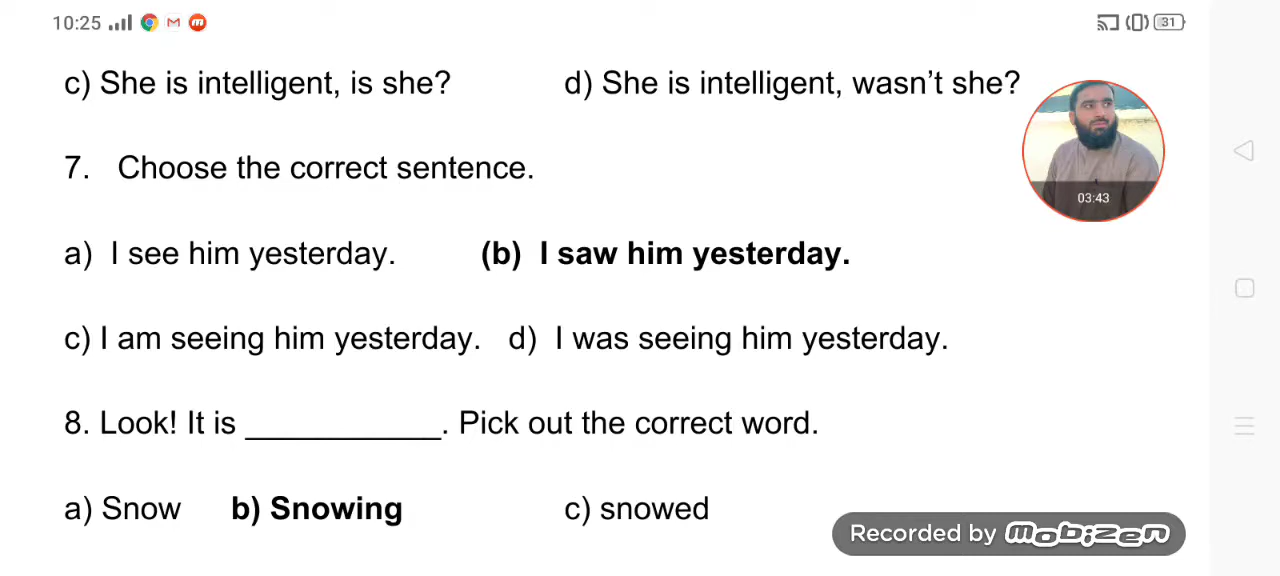 10:25 31
c) She is intelligent, is she? d) She is intelligent, wasn’t she?
7. Choose the correct sentence.
03:43
a) I see him yesterday. (b) I saw him yesterday.
c) I am seeing him yesterday. d) I was seeing him yesterday.
8. Look! It is ___________. Pick out the correct word.
a) Snow b) Snowing c) snowed
Recorded by mobizen